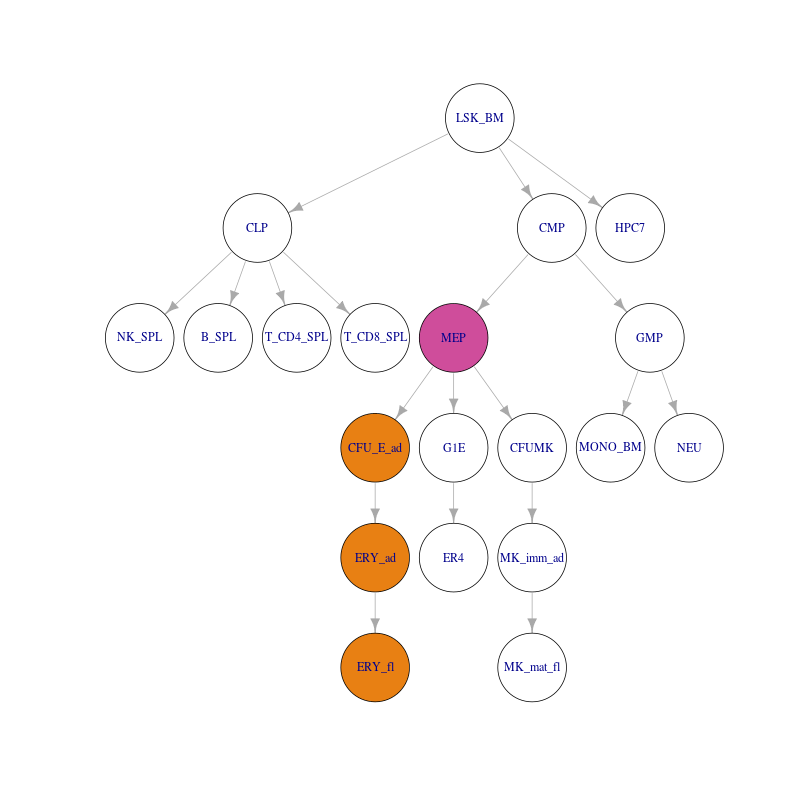 LSK_BM
CLP
CMP
HPC7
NK_SPL
B_SPL
T_CD4_SPL
T_CD8_SPL
MEP
GMP
CFU_E_ad
G1E
CFUMK
MONO_BM
NEU
ERY_ad
ER4
MK_imm_ad
ERY_fl
MK_mat_fl